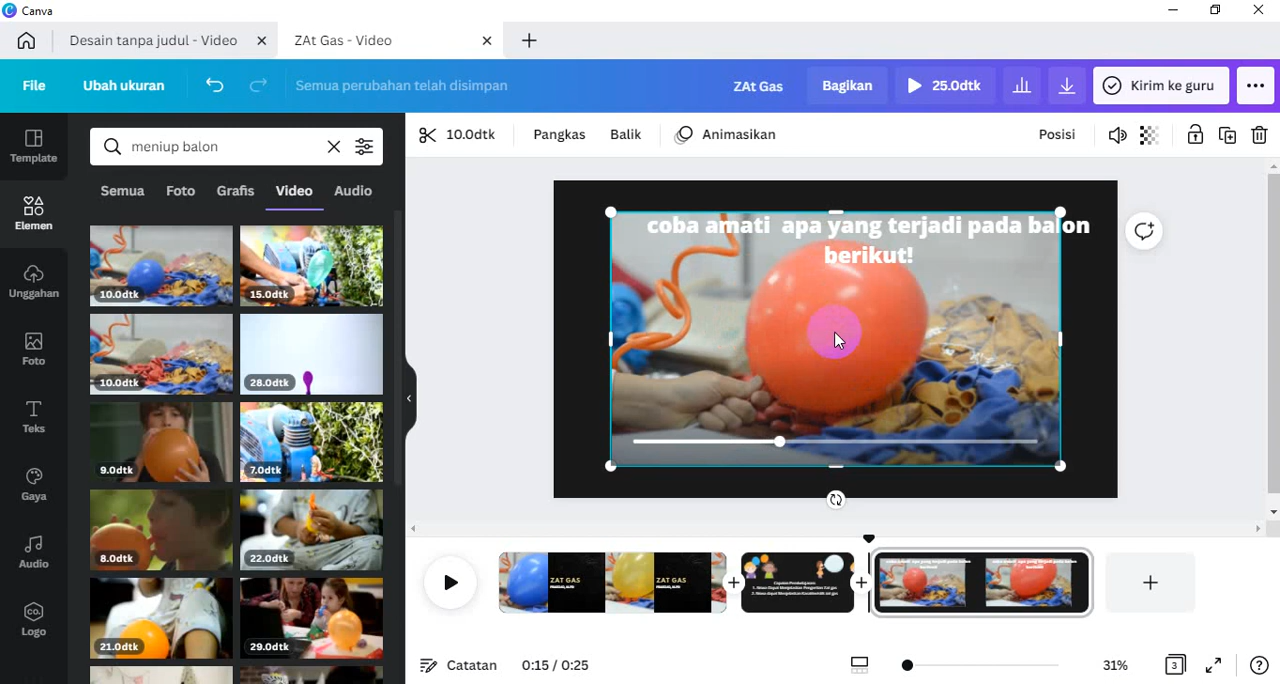 Canva
Desain tanpa judul - Video
ZAt Gas - Video
File
Ubah ukuran
Semua perubahan telah disimpan
ZAt Gas
Bagikan
25.0dtk
Kirim ke guru
Template
Elemen
Unggahan
Foto
Teks
Gaya
Audio
Logo
meniup balon
Semua Foto Grafis Video Audio
10.0dtk 15.0dtk
10.0dtk 28.0dtk
9.0dtk 7.0dtk
8.0dtk 22.0dtk
21.0dtk 29.0dtk
10.0dtk Pangkas Balik Animasikan Posisi
coba amati apa yang terjadi pada balon
berikut!
ZAT GAS ZAT GAS
Catatan 0:15 / 0:25 31% 3